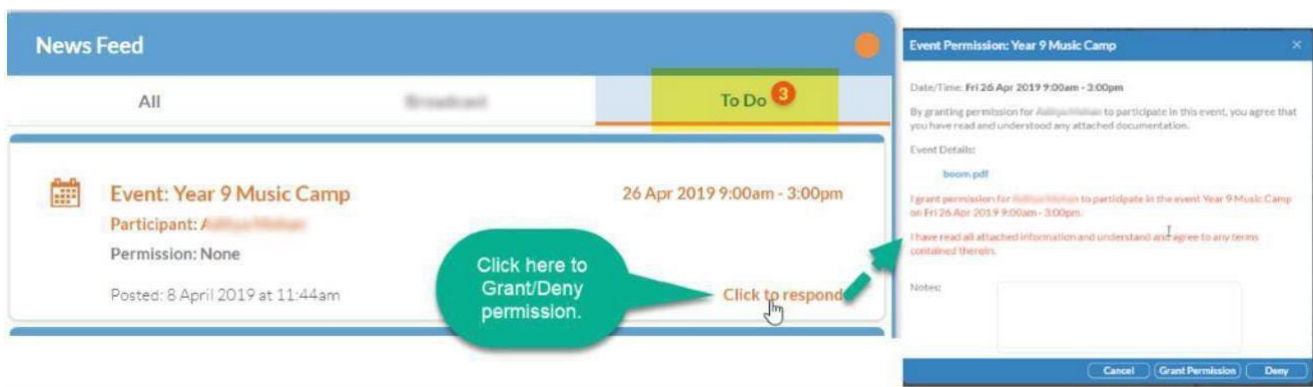 News Feed
All
To Do 3
Event: Year 9 Music Camp
26 Apr 2019 9:00am - 3:00pm
Participant: A
Permission: None
Posted: 8 April 2019 at 11:44am
Click to respond
Click here to
Grant/Deny
permission.
Event Permission: Year 9 Music Camp
Date/Time: Fri 26 Apr 2019 9:00am - 3:00pm
By granting permission for to participate in this event, you agree that
you have read and understood any attached documentation.
Event Details:
boom.pdf
I grant permission for to participate in the event Year 9 Music Camp
on Fri 26 Apr 2019 9:00am - 3:00pm.
I have read all attached information and understand and agree to any terms
contained therein.
Notes:
Cancel
Grant Permission
Deny